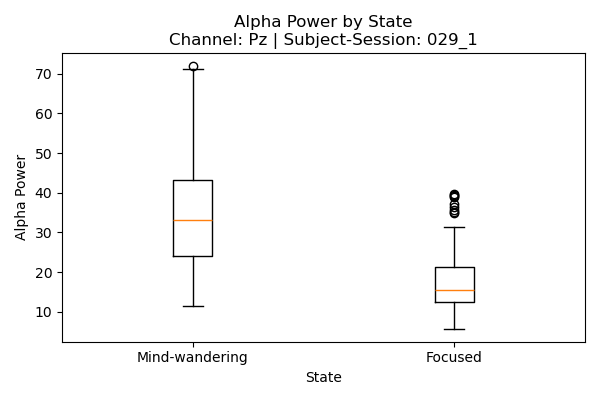 Alpha Power by State
Channel: Pz | Subject-Session: 029_1
70
60
50
40
30
20
10
Alpha Power
Mind-wandering
Focused
State